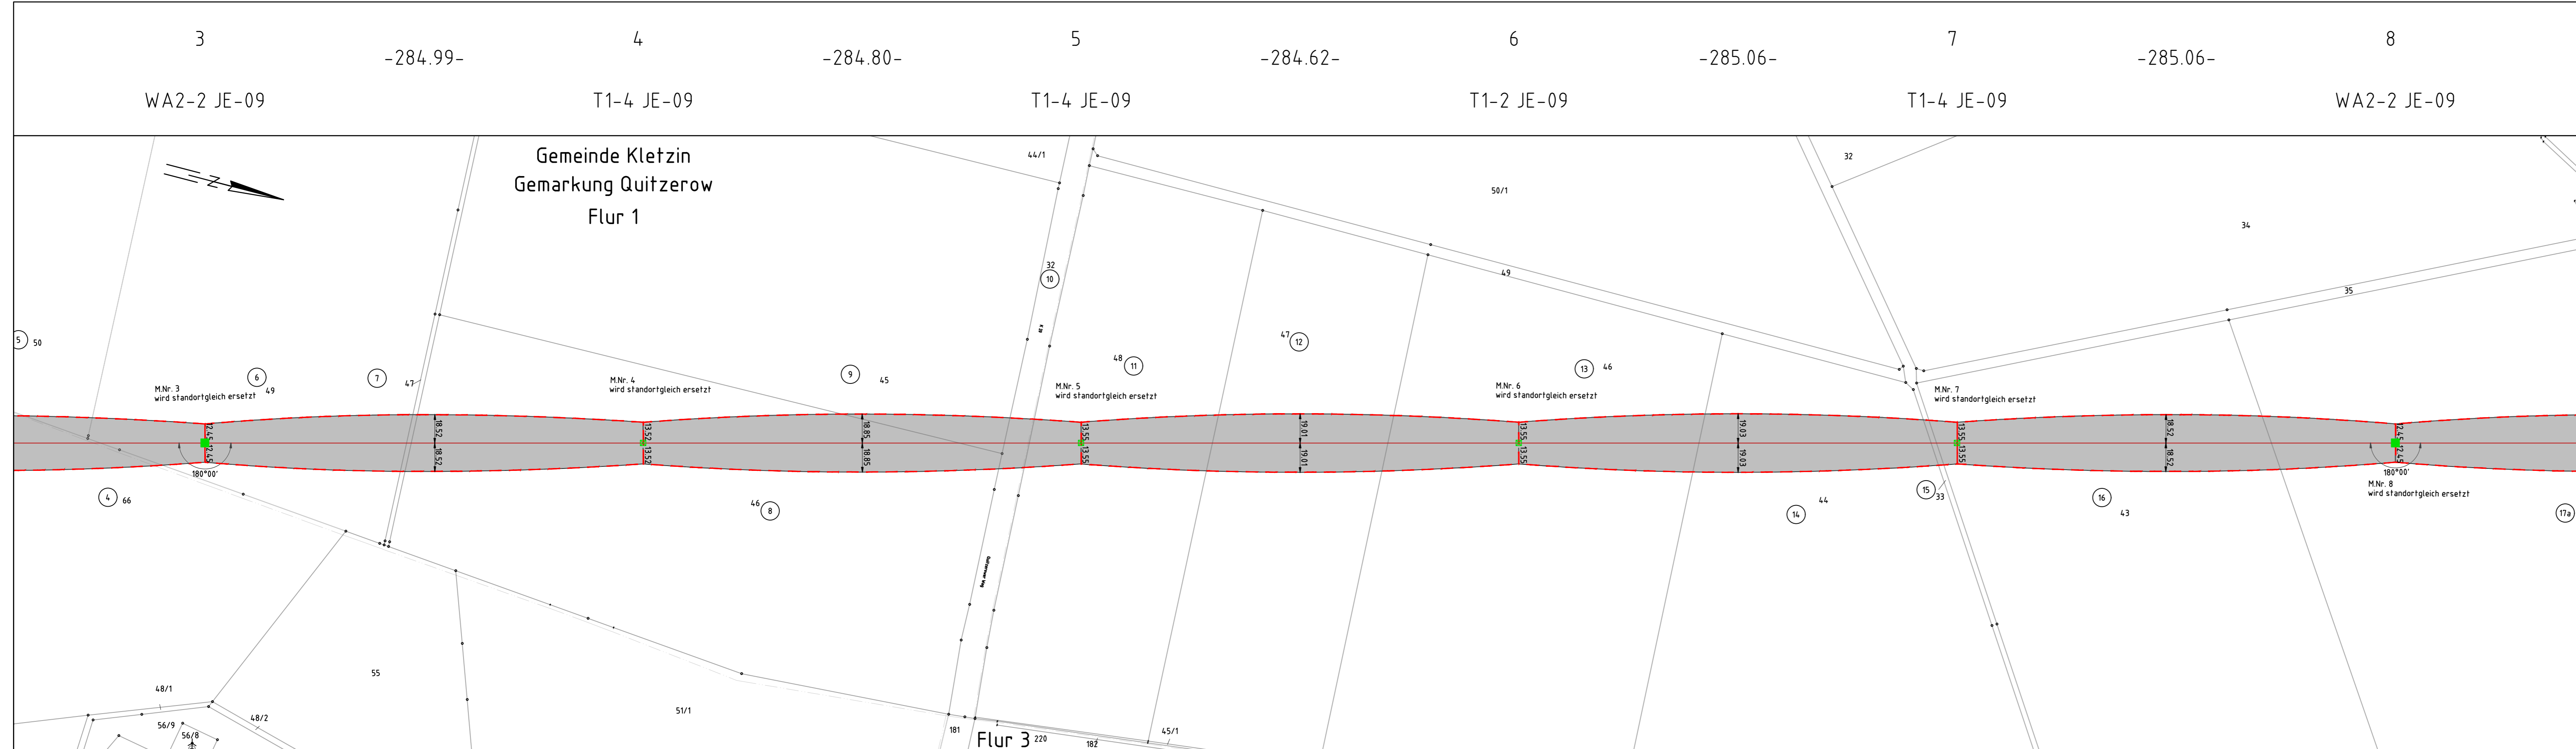 3 4 5 6 7 8
-284.99- -284.80- -284.62- -285.06- -285.06-
WA2-2 JE-09 T1-4 JE-09 T1-4 JE-09 T1-2 JE-09 T1-4 JE-09 WA2-2 JE-09
Gemeinde Kletzin
Gemarkung Quitzerow
Flur 1
N
44/1
32
50/1
34
32
10
49
35
47
12
5
50
48
11
6
49
7
47
9
45
13
46
M.Nr. 3
wird standortgleich ersetzt
M.Nr. 4
wird standortgleich ersetzt
M.Nr. 5
wird standortgleich ersetzt
M.Nr. 6
wird standortgleich ersetzt
M.Nr. 7
wird standortgleich ersetzt
12.45 18.52 13.52 18.85 13.55 19.01 13.55 19.03 13.55 18.52 12.45
12.45 18.52 13.52 18.85 13.55 19.01 13.55 19.03 13.55 18.52 12.45
180°00'
180°00'
M.Nr. 8
wird standortgleich ersetzt
4
66
46
8
14
44
15
33
16
43
17a
55
48/1
48/2
56/9
56/8
51/1
181
Flur 3
220
182
45/1